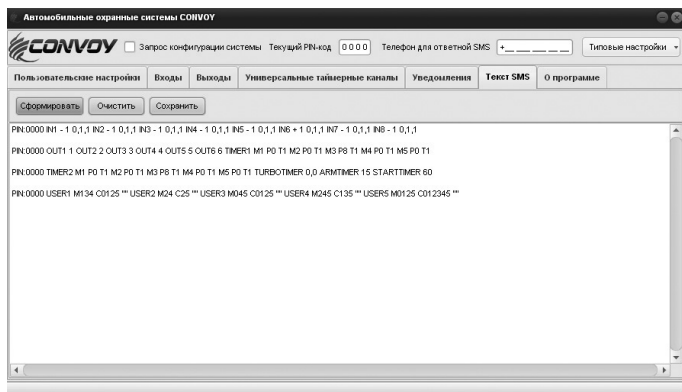 Автомобильные охранные системы CONVOY
CONVOY Запрос конфигурации системы Текущий PIN-код 0000 Телефон для ответной SMS +_ _ _ _ Типовые настройки
Пользовательские настройки Входы Выходы Универсальные таймерные каналы Уведомления Текст SMS О программе
Сформировать Очистить Сохранить
PIN:0000 IN1 - 1 0,1,1 IN2 - 1 0,1,1 IN3 - 1 0,1,1 IN4 - 1 0,1,1 IN5 - 1 0,1,1 IN6 + 1 0,1,1 IN7 - 1 0,1,1 IN8 - 1 0,1,1
PIN:0000 OUT1 1 OUT2 2 OUT3 3 OUT4 4 OUT5 5 OUT6 6 TIMER1 M1 P0 T1 M2 P0 T1 M3 P8 T1 M4 P0 T1 M5 P0 T1
PIN:0000 TIMER2 M1 P0 T1 M2 P0 T1 M3 P8 T1 M4 P0 T1 M5 P0 T1 TURBOTIMER 0,0 ARMTIMER 15 STARTTIMER 60
PIN:0000 USER1 M134 C0125 "" USER2 M24 C25 "" USER3 M045 C0125 "" USER4 M245 C135 "" USER5 M0125 C012345 ""